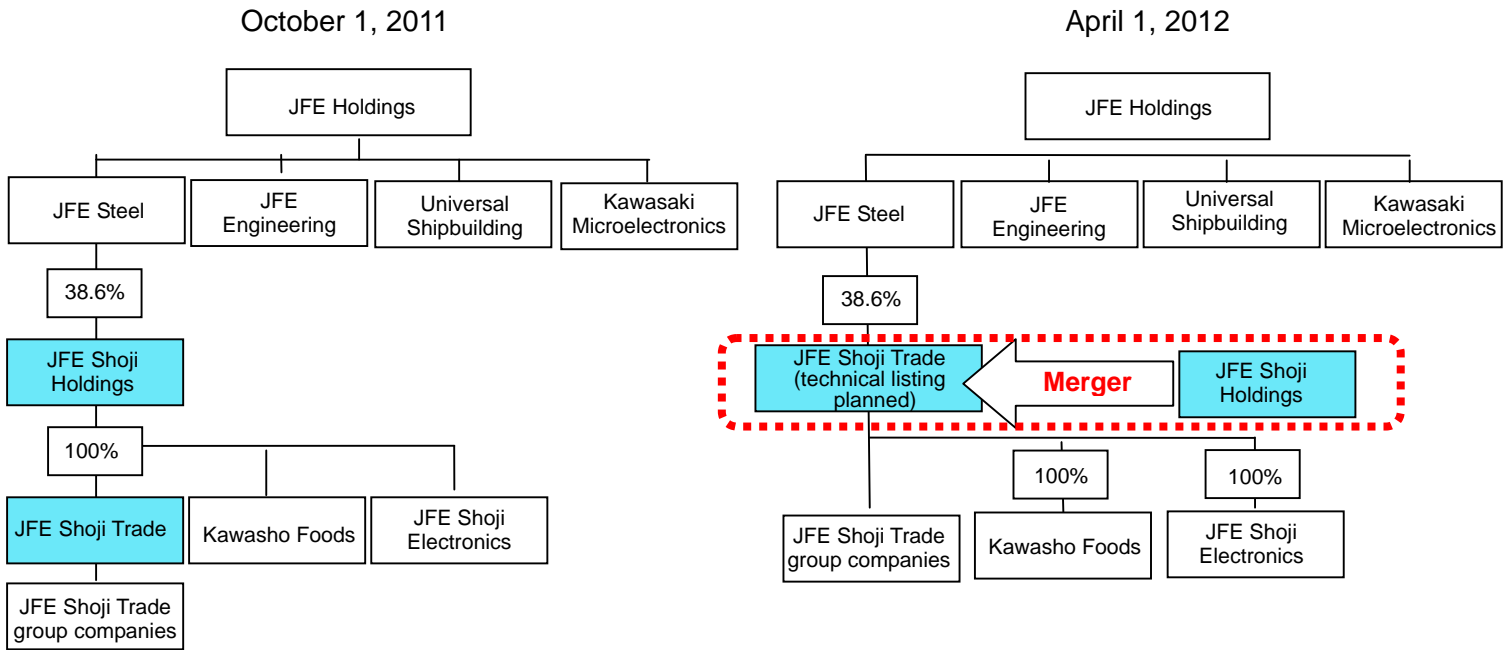 October 1, 2011
JFE Holdings
JFE Steel
JFE
Engineering
Universal
Shipbuilding
Kawasaki
Microelectronics
38.6%
JFE Shoji
Holdings
100%
JFE Shoji Trade
Kawasho Foods
JFE Shoji
Electronics
JFE Shoji Trade
group companies
April 1, 2012
JFE Holdings
JFE Steel
JFE
Engineering
Universal
Shipbuilding
Kawasaki
Microelectronics
38.6%
JFE Shoji Trade
(technical listing
planned)
Merger
JFE Shoji
Holdings
100%
100%
JFE Shoji Trade
group companies
Kawasho Foods
JFE Shoji
Electronics